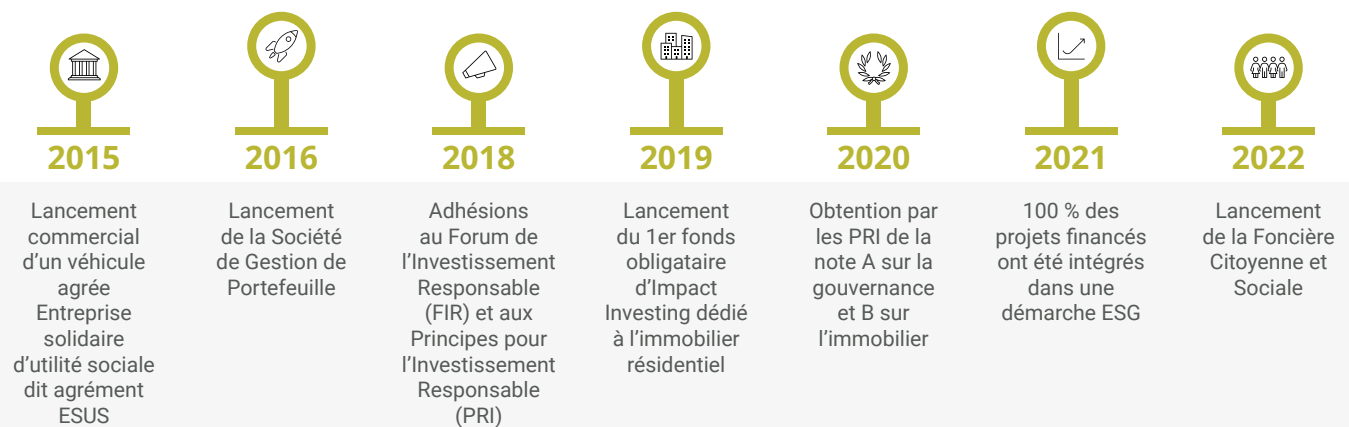 2015
Lancement
commercial
d’un véhicule
agrée
Entreprise
solidaire
d’utilité sociale
dit agrément
ESUS
2016
Lancement
de la Société
de Gestion de
Portefeuille
2018
Adhésions
au Forum de
l’Investissement
Responsable
(FIR) et aux
Principes pour
l’Investissement
Responsable
(PRI)
2019
Lancement
du 1er fonds
obligataire
d’Impact
Investing dédié
à l’immobilier
résidentiel
2020
Obtention par
les PRI de la
note A sur la
gouvernance
et B sur
l’immobilier
2021
100 % des
projets financés
ont été intégrés
dans une
démarche ESG
2022
Lancement
de la Foncière
Citoyenne et
Sociale